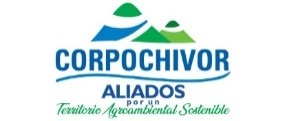 CORPOCHIVOR
ALIADOS
por un
Territorio Agroambiental Sostenible